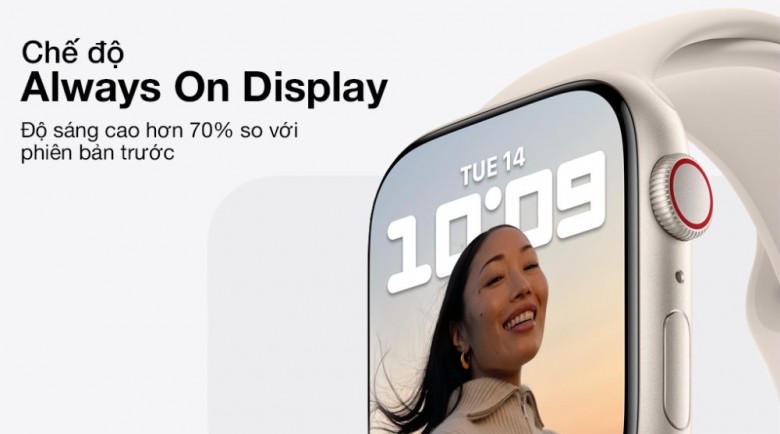 Chế độ
Always On Display
Độ sáng cao hơn 70% so với
phiên bản trước
TUE 14
10:09